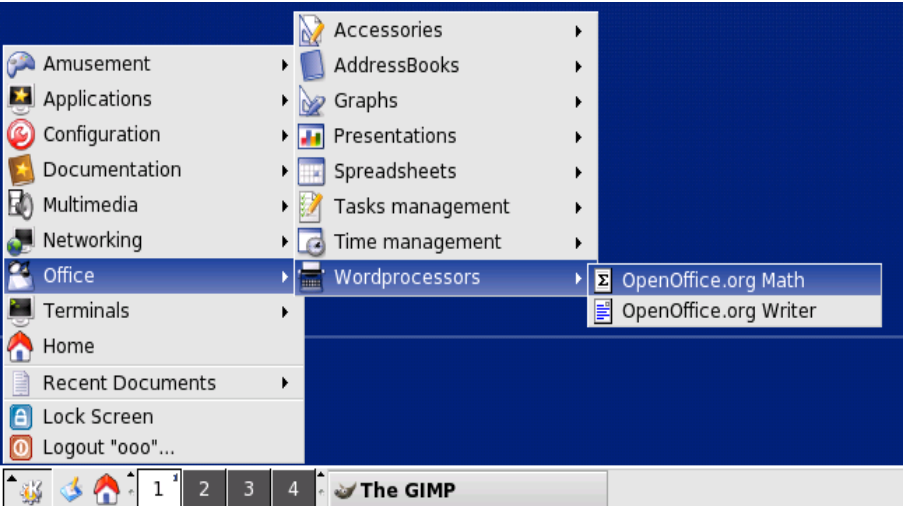 Amusement
Applications
Configuration
Documentation
Multimedia
Networking
Office
Terminals
Home
Recent Documents
Lock Screen
Logout "ooo"...
Accessories
AddressBooks
Graphs
Presentations
Spreadsheets
Tasks management
Time management
Wordprocessors
Σ OpenOffice.org Math
OpenOffice.org Writer
1 1 2 3 4 The GIMP